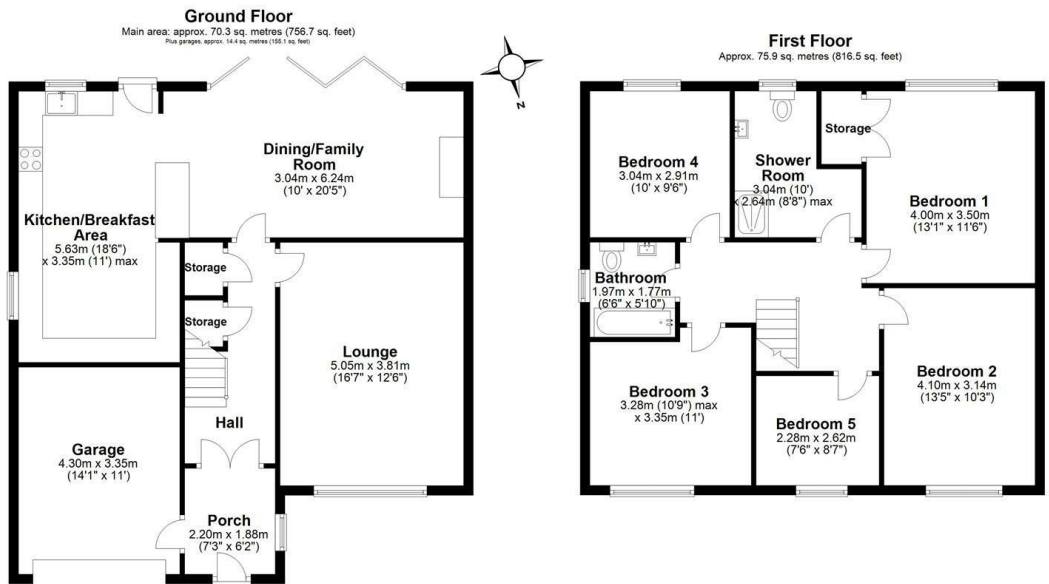 Ground Floor
Main area: approx. 70.3 sq. metres (756.7 sq. feet)
Plus garages, approx. 14.4 sq. metres (155.1 sq. feet)
N
Dining/Family
Room
3.04m x 6.24m
(10' x 20'5")
Kitchen/Breakfast
Area
5.63m (18'6")
x 3.35m (11') max
Storage
Storage
Lounge
5.05m x 3.81m
(16'7" x 12'6")
Hall
Garage
4.30m x 3.35m
(14'1" x 11')
Porch
2.20m x 1.88m
(7'3" x 6'2")
First Floor
Approx. 75.9 sq. metres (816.5 sq. feet)
Bedroom 4
3.04m x 2.91m
(10' x 9'6")
Shower
Room
3.04m (10')
x 2.64m (8'8") max
Storage
Bedroom 1
4.00m x 3.50m
(13'1" x 11'6")
Bathroom
1.97m x 1.77m
(6'6" x 5'10")
Bedroom 3
3.28m (10'9") max
x 3.35m (11')
Bedroom 5
2.28m x 2.62m
(7'6" x 8'7")
Bedroom 2
4.10m x 3.14m
(13'5" x 10'3")